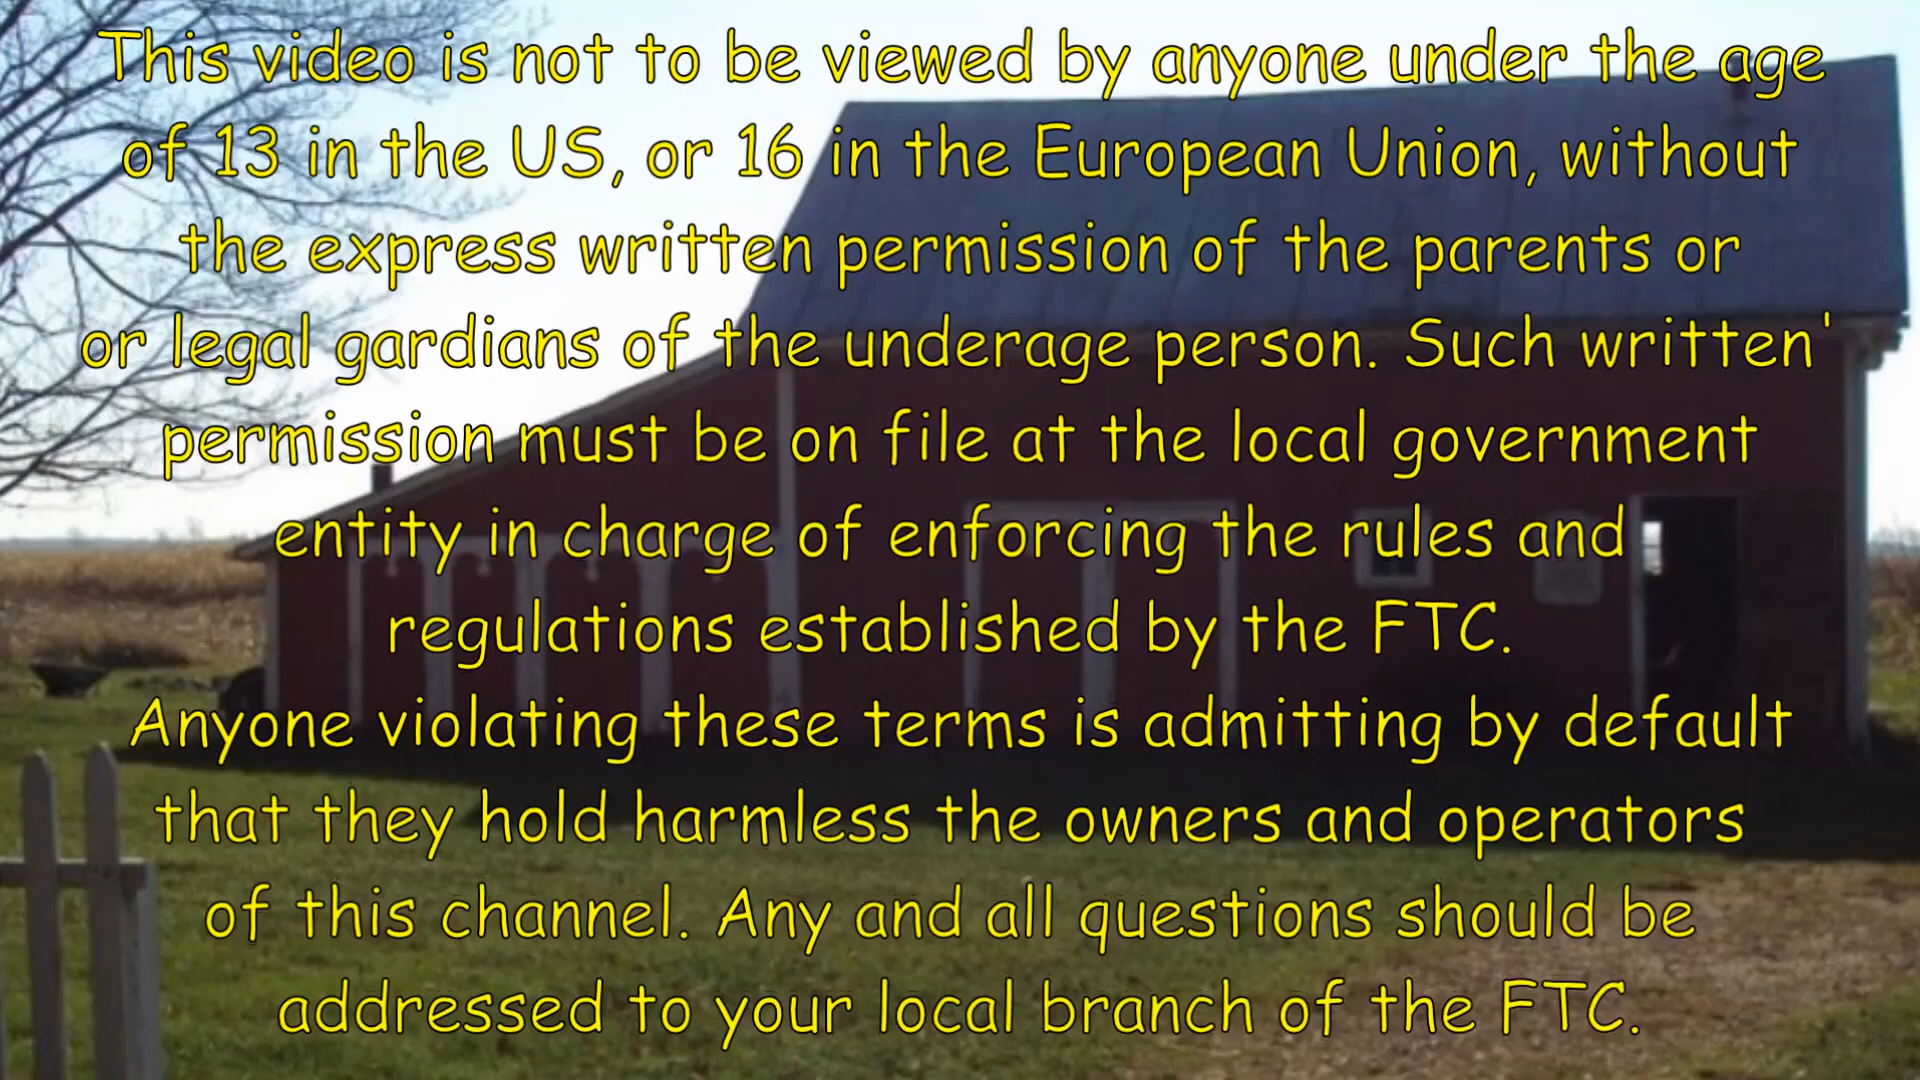 This video is not to be viewed by anyone under the age
of 13 in the US, or 16 in the European Union, without
the express written permission of the parents or
or legal gardians of the underage person. Such written'
permission must be on file at the local government
entity in charge of enforcing the rules and
regulations established by the FTC.
Anyone violating these terms is admitting by default
that they hold harmless the owners and operators
of this channel. Any and all questions should be
addressed to your local branch of the FTC.